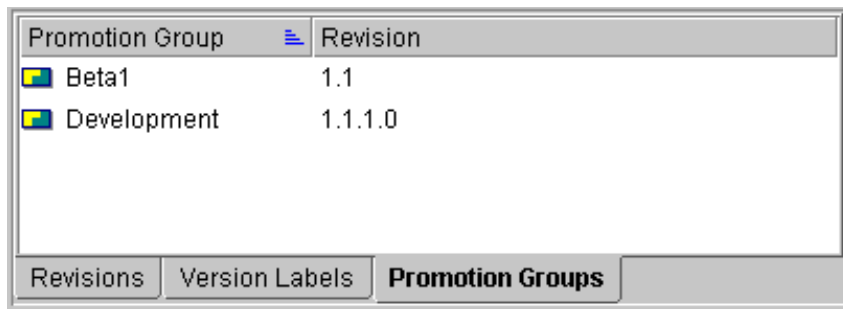 Promotion Group Revision
Beta1 1.1
Development 1.1.1.0
Revisions Version Labels Promotion Groups